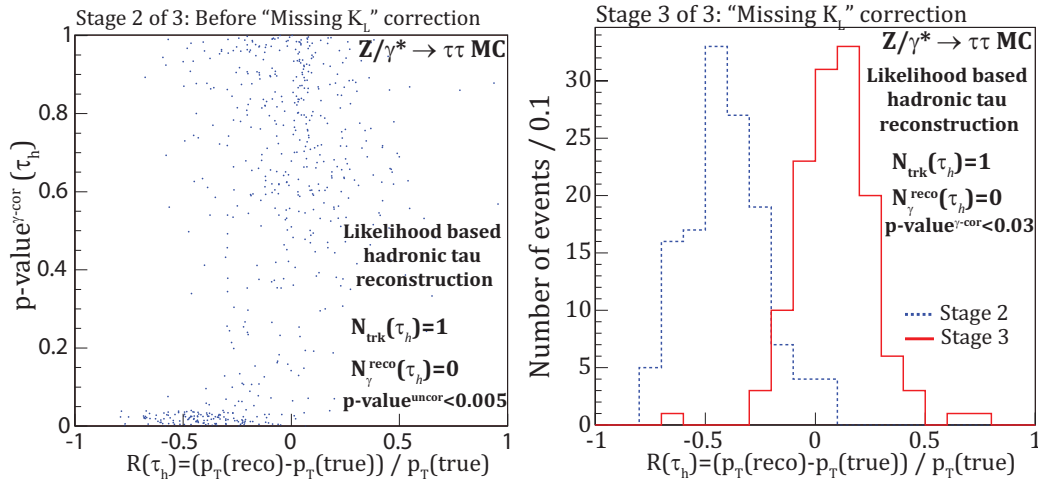 Stage 2 of 3: Before “Missing K_L” correction
Z/γ* → ττ MC
p-value^γ-cor (τ_h)
1
0.8
0.6
0.4
0.2
0
Likelihood based
hadronic tau
reconstruction
N_trk(τ_h)=1
N_γ^reco(τ_h)=0
p-value^uncor<0.005
-1
-0.5
0
0.5
1
R(τ_h)=(p_T(reco)-p_T(true)) / p_T(true)
Stage 3 of 3: “Missing K_L” correction
Z/γ* → ττ MC
Number of events / 0.1
30
25
20
15
10
5
0
Likelihood based
hadronic tau
reconstruction
N_trk(τ_h)=1
N_γ^reco(τ_h)=0
p-value^γ-cor<0.03
Stage 2
Stage 3
-1
-0.5
0
0.5
1
R(τ_h)=(p_T(reco)-p_T(true)) / p_T(true)